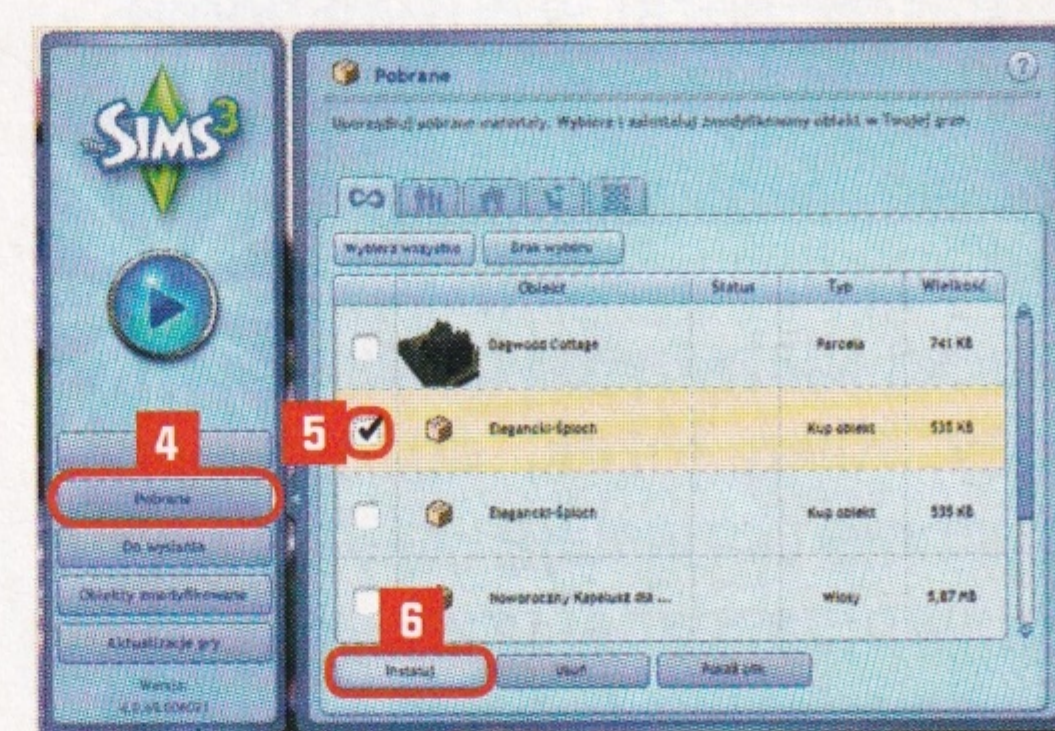 The SIMS 3
Pobrane
?
Uporządkuj pobrane materiały. Wybierz i zainstaluj zmodyfikowany obiekt w Twojej grze.
Wybierz wszystko Brak wyboru
Obiekt Status Typ Wielkość
Dagwood Cottage Parcela 741 KB
5 Elegancki-Śpioch Kup obiekt 535 KB
Elegancki-Śpioch Kup obiekt 535 KB
Noworoczny Kapelusz dla ... Włosy 5,87 MB
4
Pobrane
Do wysłania
Obiekty zmodyfikowane
Aktualizacje gry
Wersja:
6
Instaluj Usuń Pokaż plik